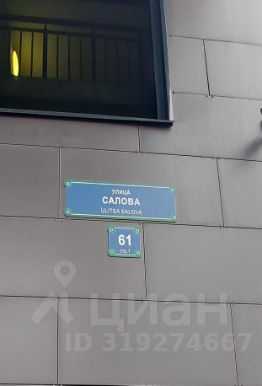 УЛИЦА
САЛОВА
ULITSA SALOVA
61
стр. 1
циан
ID 319274667